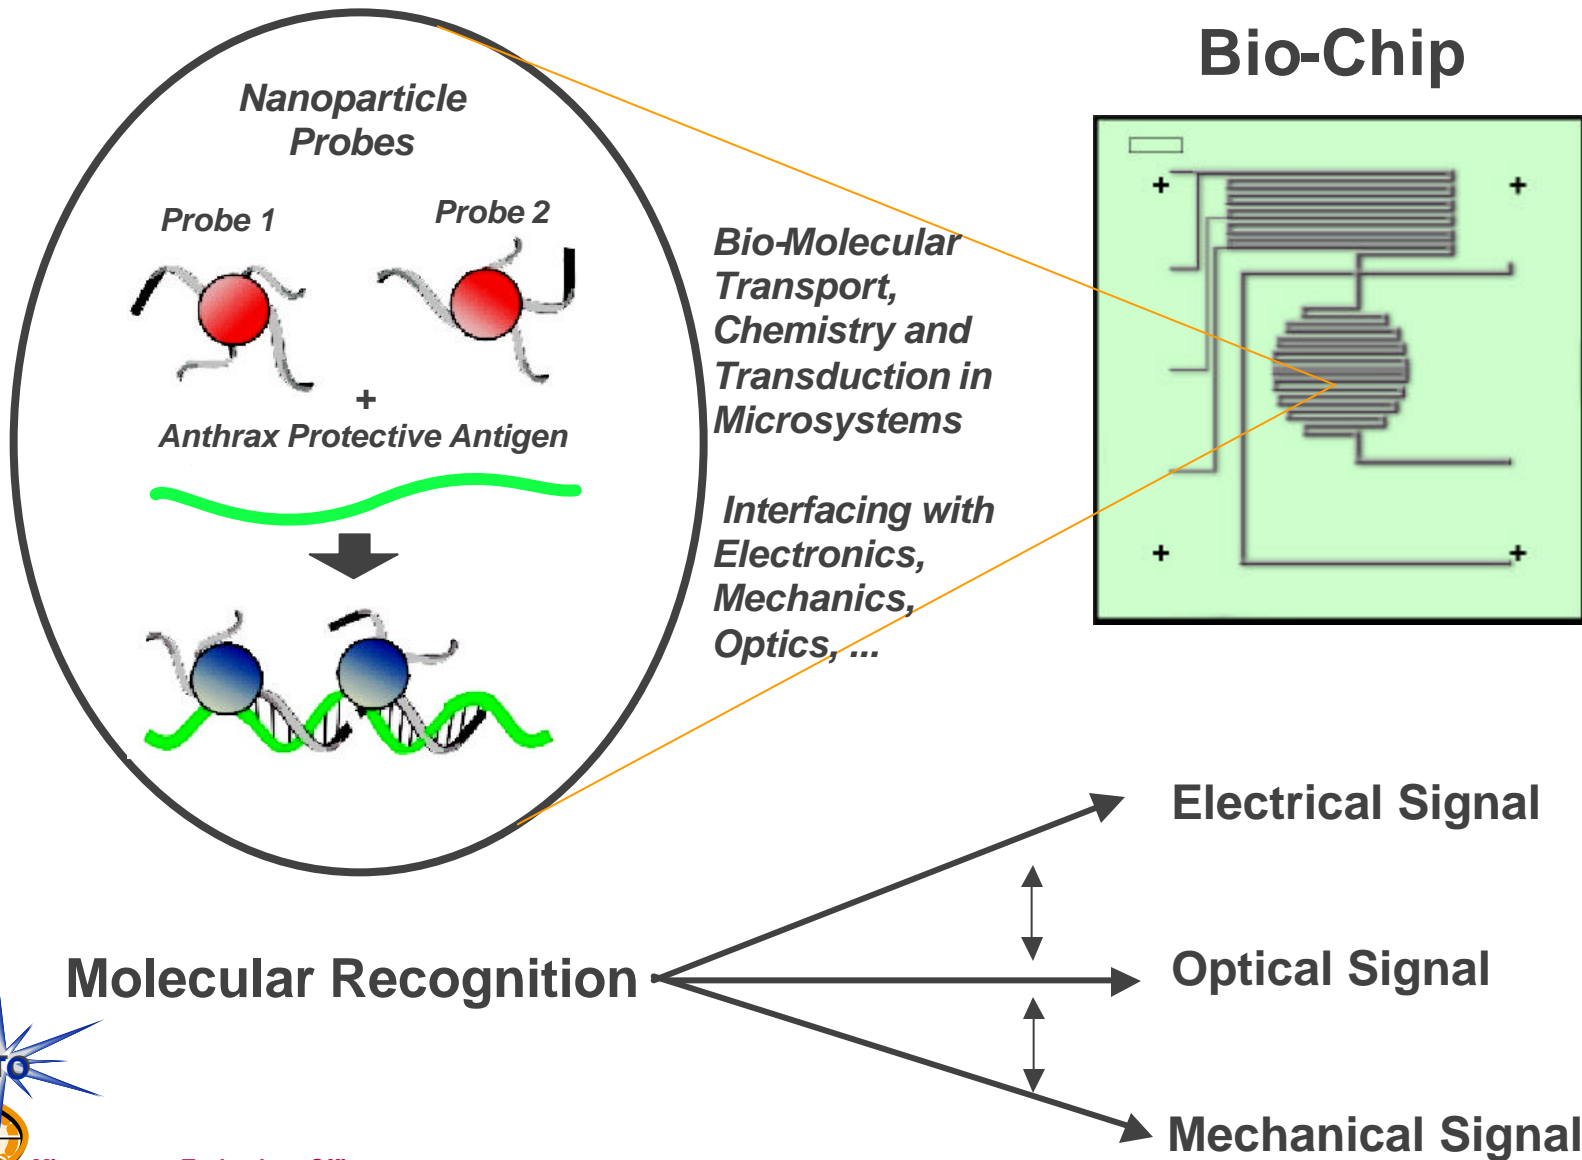 Bio-Chip
Nanoparticle
Probes
Probe 1
Probe 2
+
Anthrax Protective Antigen
Bio-Molecular
Transport,
Chemistry and
Transduction in
Microsystems
Interfacing with
Electronics,
Mechanics,
Optics, ...
Electrical Signal
Molecular Recognition
Optical Signal
Mechanical Signal
TO